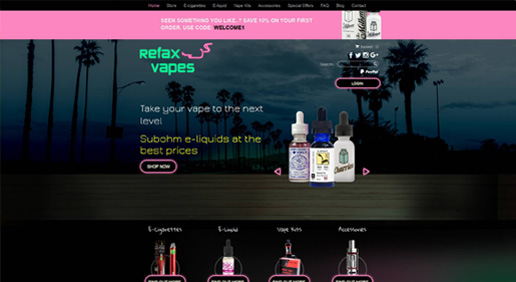 Home Store E-cigarettes E-liquid Vape Kits Accessories Special Offers FAQ Blog Contact
SEEN SOMETHING YOU LIKE..? SAVE 10% ON YOUR FIRST
ORDER. USE CODE: WELCOME1
Refax
Vapes
PayPal
LOGIN
Take your vape to the next
level
Subohm e-liquids at the
best prices
SHOP NOW
E-Cigarettes E-Liquid Vape Kits Accessories
FIND OUT MORE FIND OUT MORE FIND OUT MORE FIND OUT MORE